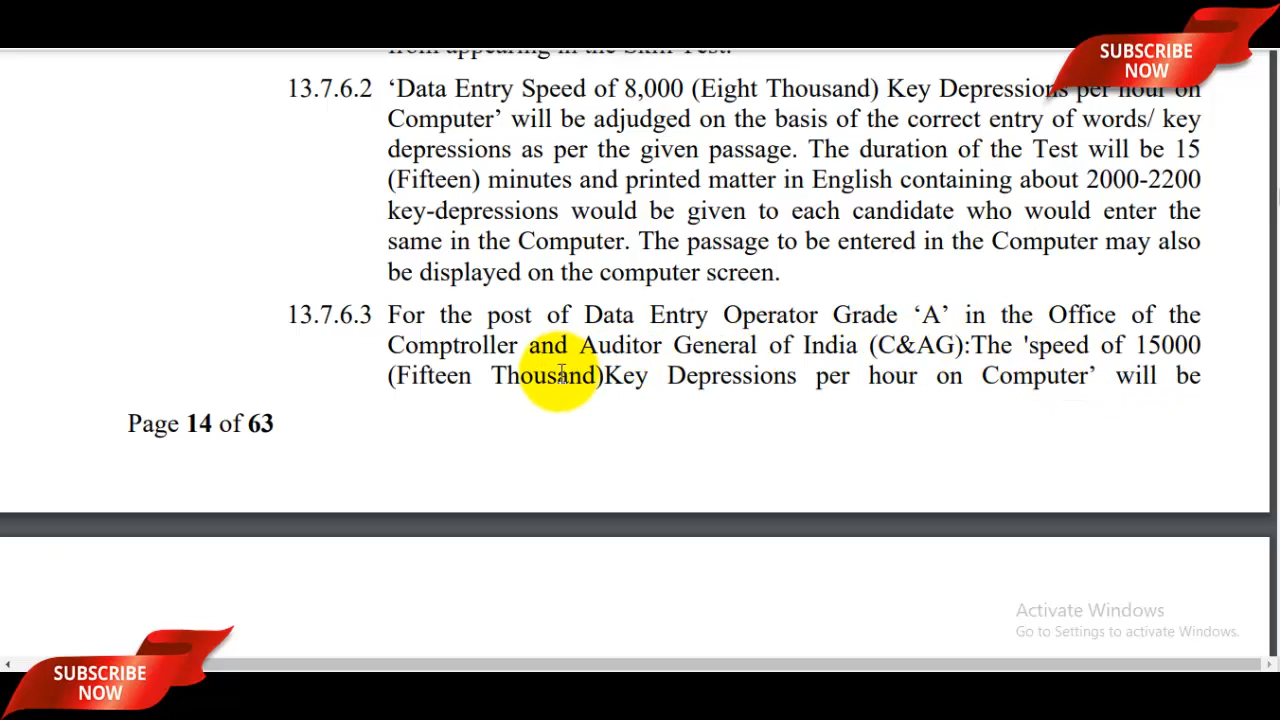 from appearing in the Skill Test.
SUBSCRIBE
NOW
13.7.6.2 ‘Data Entry Speed of 8,000 (Eight Thousand) Key Depressions per hour on
Computer’ will be adjudged on the basis of the correct entry of words/ key
depressions as per the given passage. The duration of the Test will be 15
(Fifteen) minutes and printed matter in English containing about 2000-2200
key-depressions would be given to each candidate who would enter the
same in the Computer. The passage to be entered in the Computer may also
be displayed on the computer screen.
13.7.6.3 For the post of Data Entry Operator Grade ‘A’ in the Office of the
Comptroller and Auditor General of India (C&AG):The 'speed of 15000
(Fifteen Thousand)Key Depressions per hour on Computer’ will be
Page 14 of 63
Activate Windows
Go to Settings to activate Windows.
SUBSCRIBE
NOW